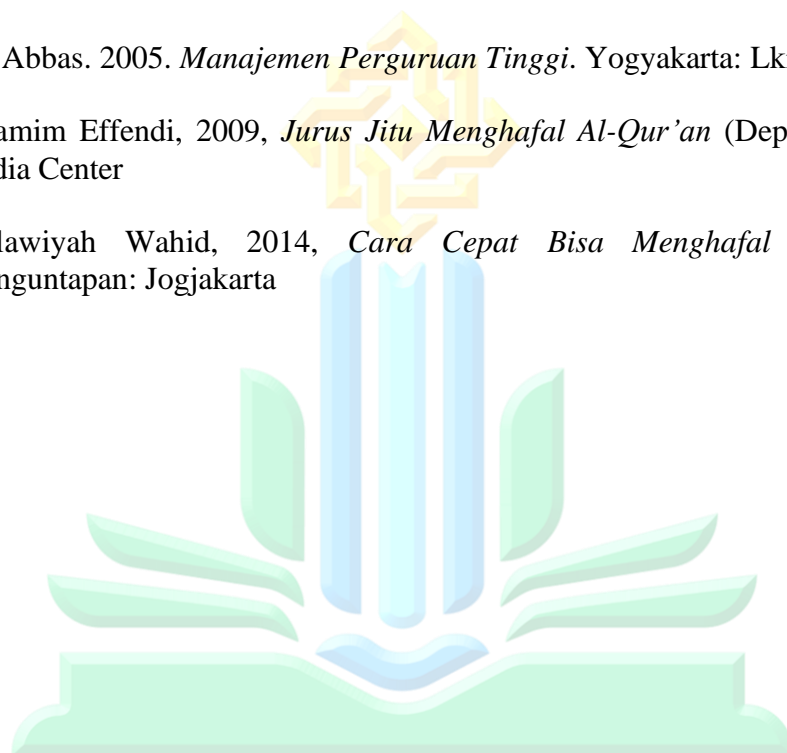 Abbas. 2005. Manajemen Perguruan Tinggi. Yogyakarta: Lki
amim Effendi, 2009, Jurus Jitu Menghafal Al-Qur’an (Dep
dia Center
lawiyah Wahid, 2014, Cara Cepat Bisa Menghafal
nguntapan: Jogjakarta